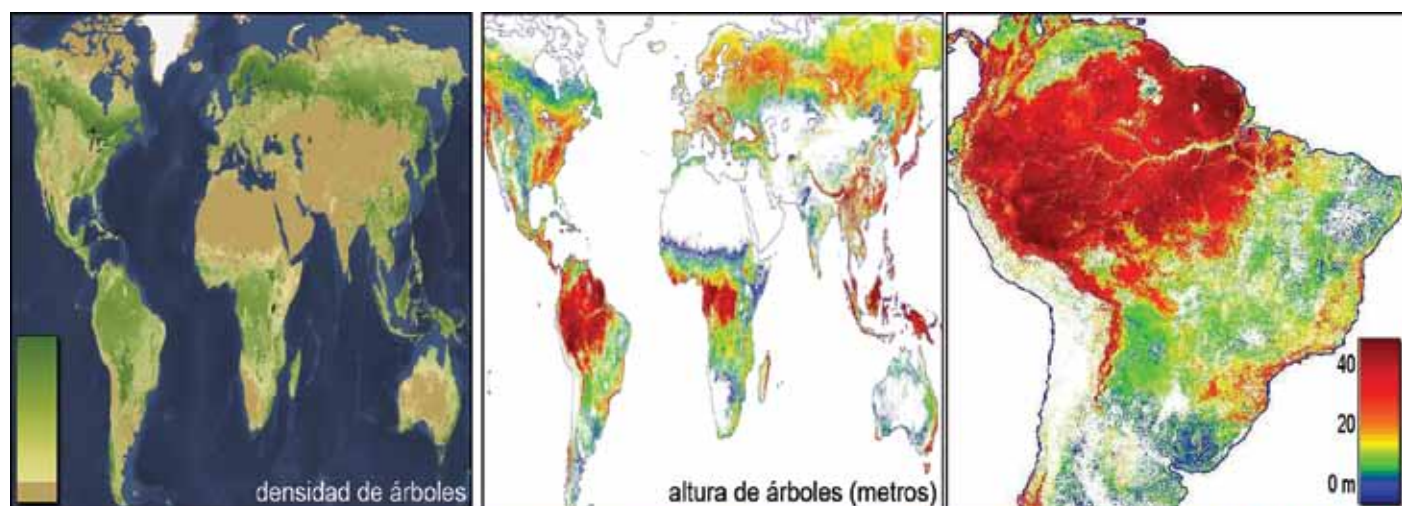 densidad de árboles
altura de árboles (metros)
40
20
0 m